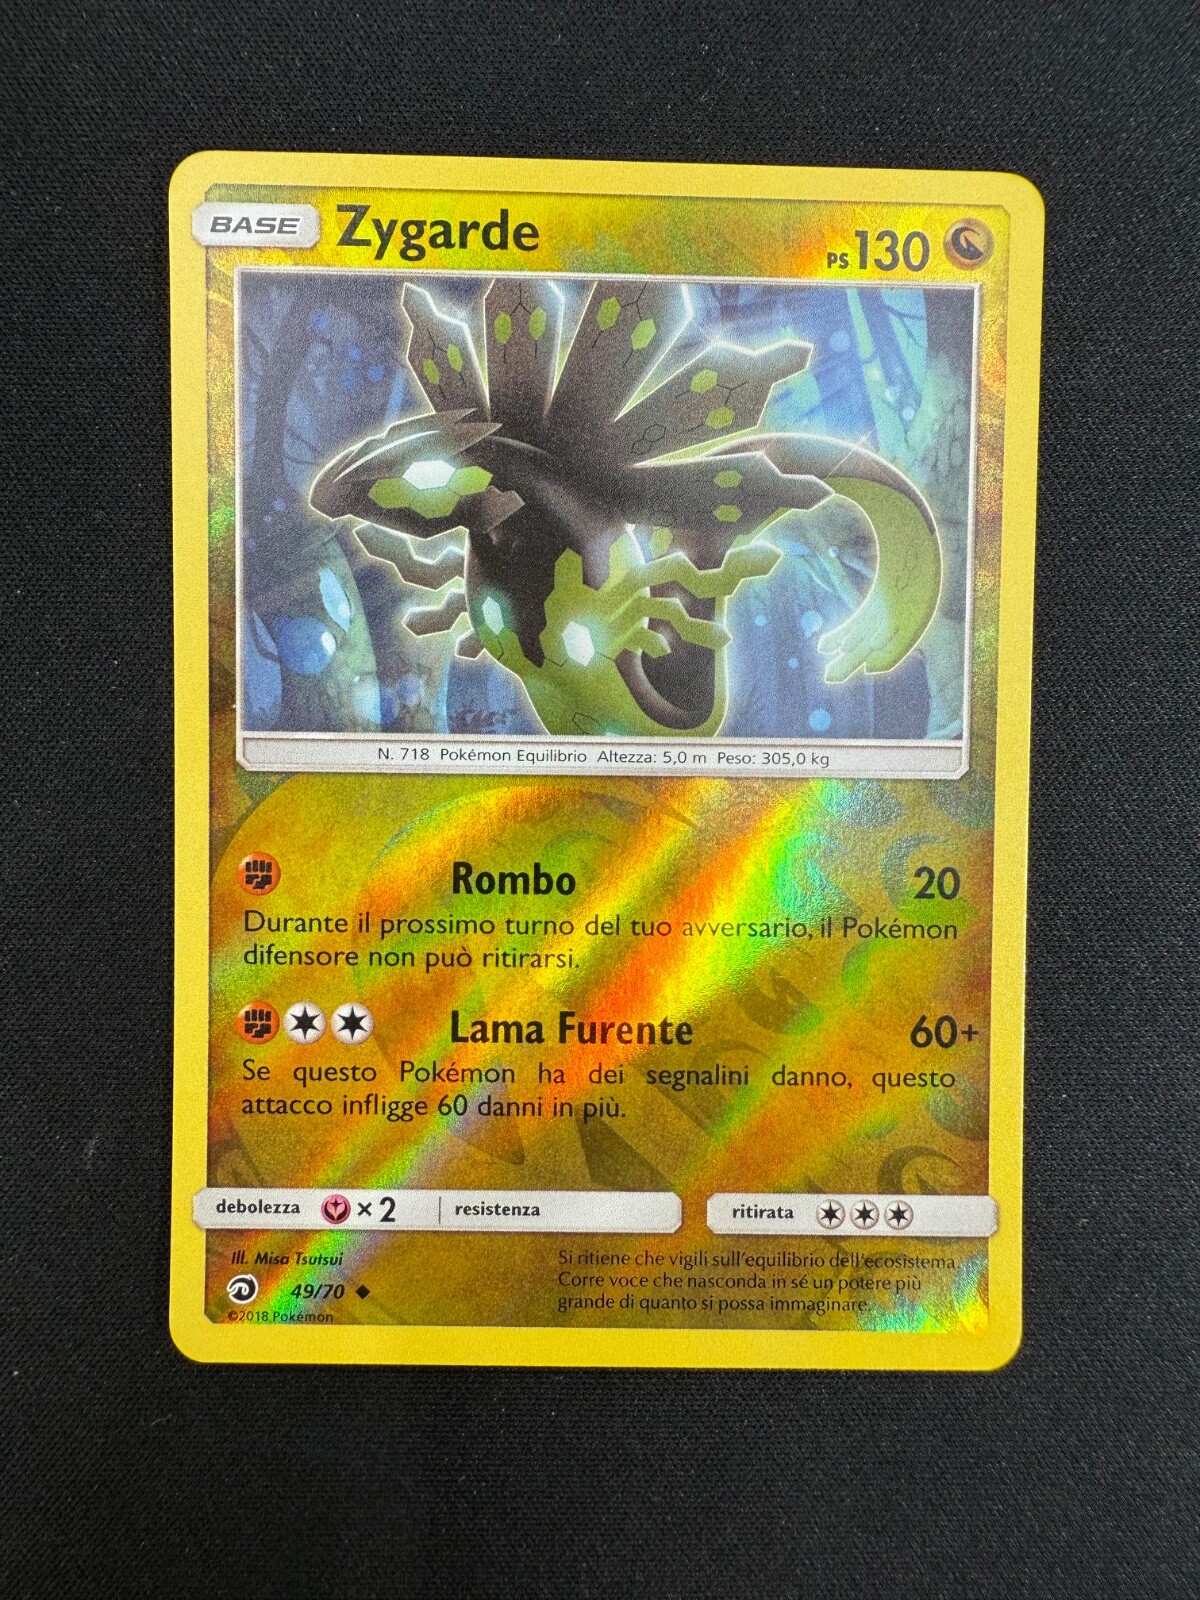 BASE Zygarde PS 130
N. 718 Pokémon Equilibrio Altezza: 5,0 m Peso: 305,0 kg
Rombo 20
Durante il prossimo turno del tuo avversario, il Pokémon
difensore non può ritirarsi.
Lama Furente 60+
Se questo Pokémon ha dei segnalini danno, questo
attacco infligge 60 danni in più.
debolezza ×2 resistenza ritirata
Ill. Misa Tsutsui
49/70
©2018 Pokémon
Si ritiene che vigili sull'equilibrio dell'ecosistema.
Corre voce che nasconda in sé un potere più
grande di quanto si possa immaginare.